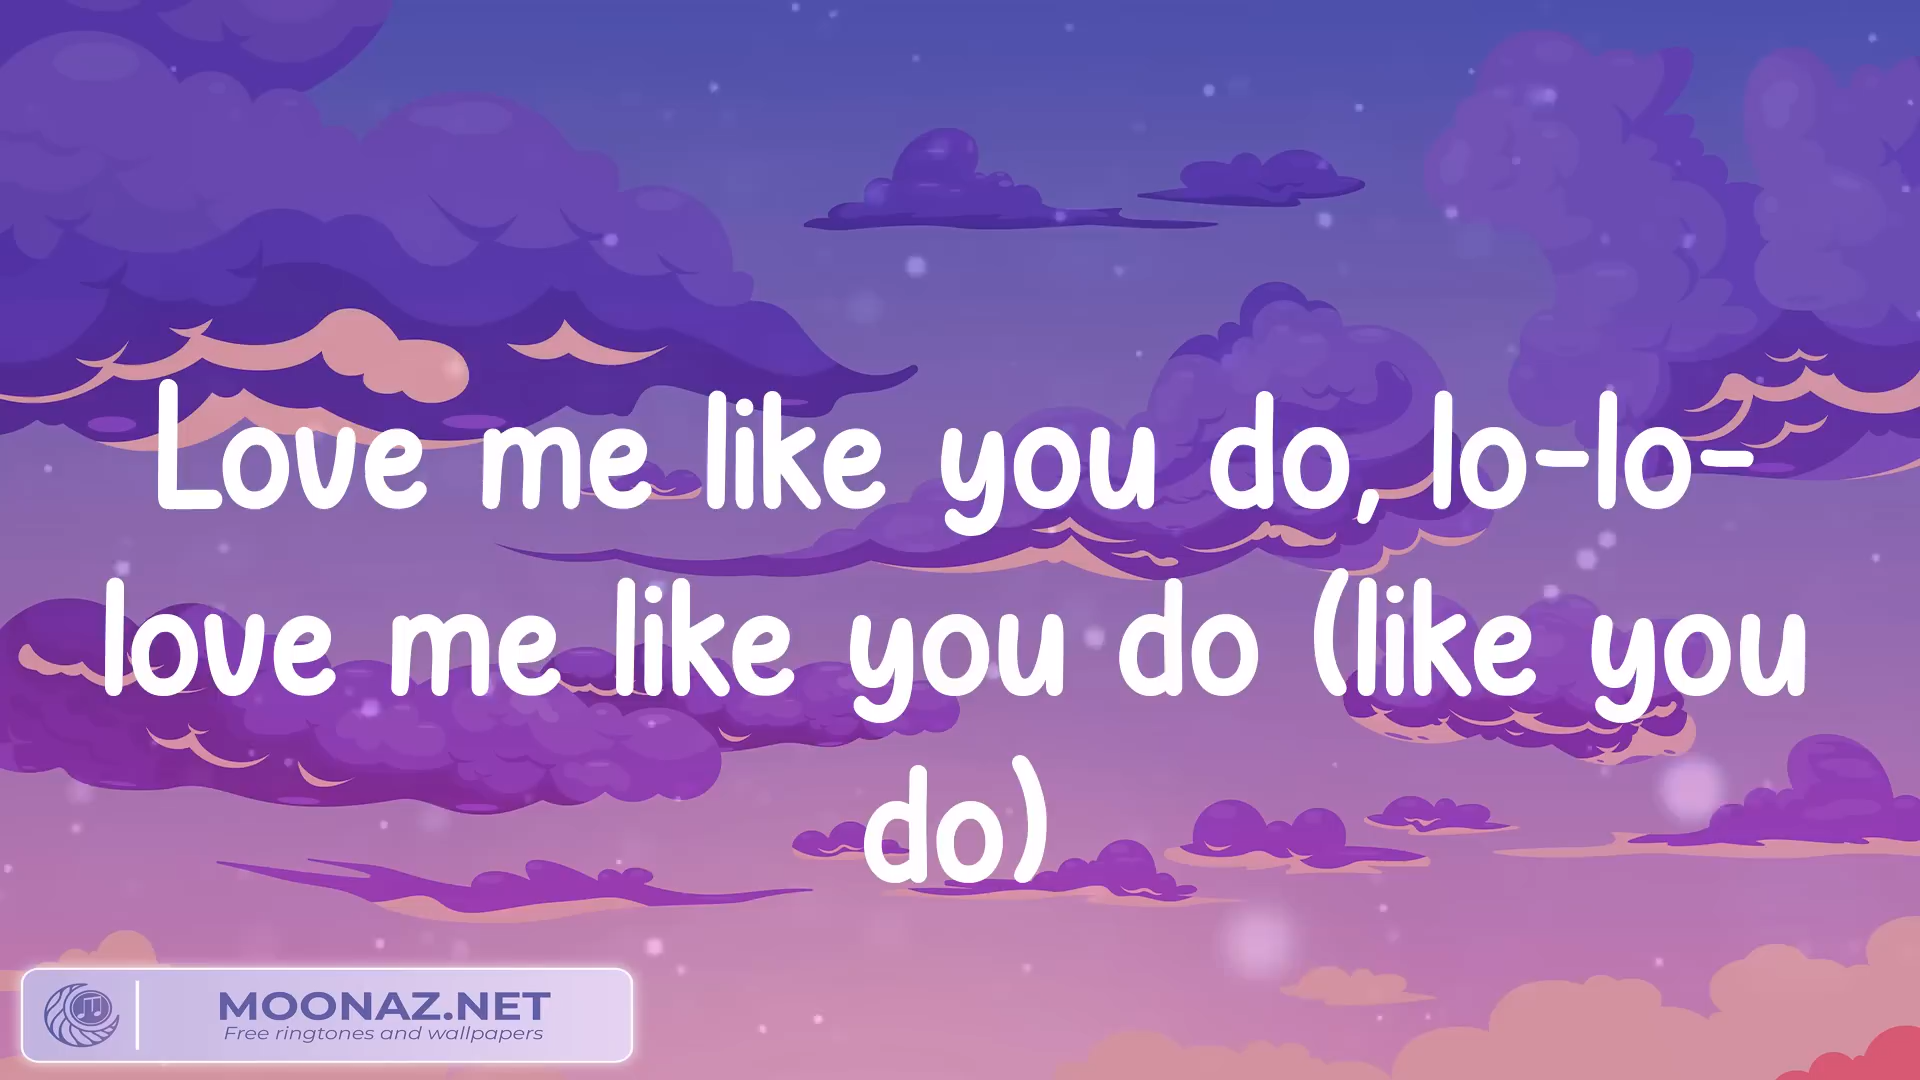 Love me like you do, lo-lo-
love me like you do (like you
do)
MOONAZ.NET
Free ringtones and wallpapers